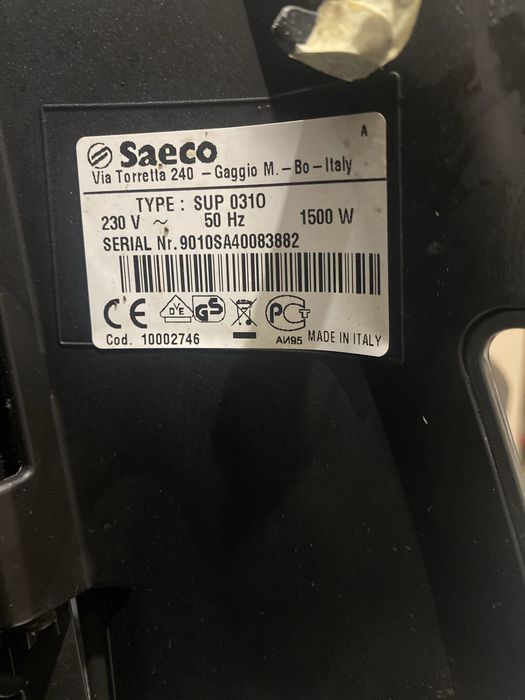 A
Saeco
Via Torretta 240 – Gaggio M. – Bo – Italy
TYPE : SUP 0310
230 V ~ 50 Hz 1500 W
SERIAL Nr. 9010SA40083882
CE DVE GS PCT
Cod. 10002746 АИ95 MADE IN ITALY